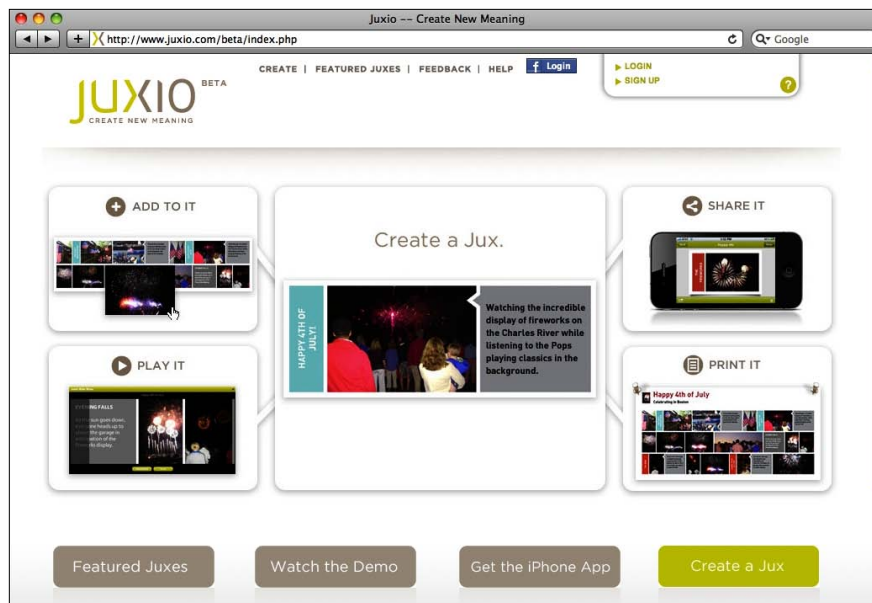 Juxio -- Create New Meaning
http://www.juxio.com/beta/index.php
Google
JUXIO BETA
CREATE NEW MEANING
CREATE | FEATURED JUXES | FEEDBACK | HELP
f Login
LOGIN
SIGN UP
?
ADD TO IT
Create a Jux.
HAPPY 4TH OF
JULY!
Watching the incredible
display of fireworks on
the Charles River while
listening to the Pops
playing classics in the
background.
SHARE IT
PLAY IT
EVENING FALLS
PRINT IT
Happy 4th of July
Celebrating in Boston
Featured Juxes
Watch the Demo
Get the iPhone App
Create a Jux